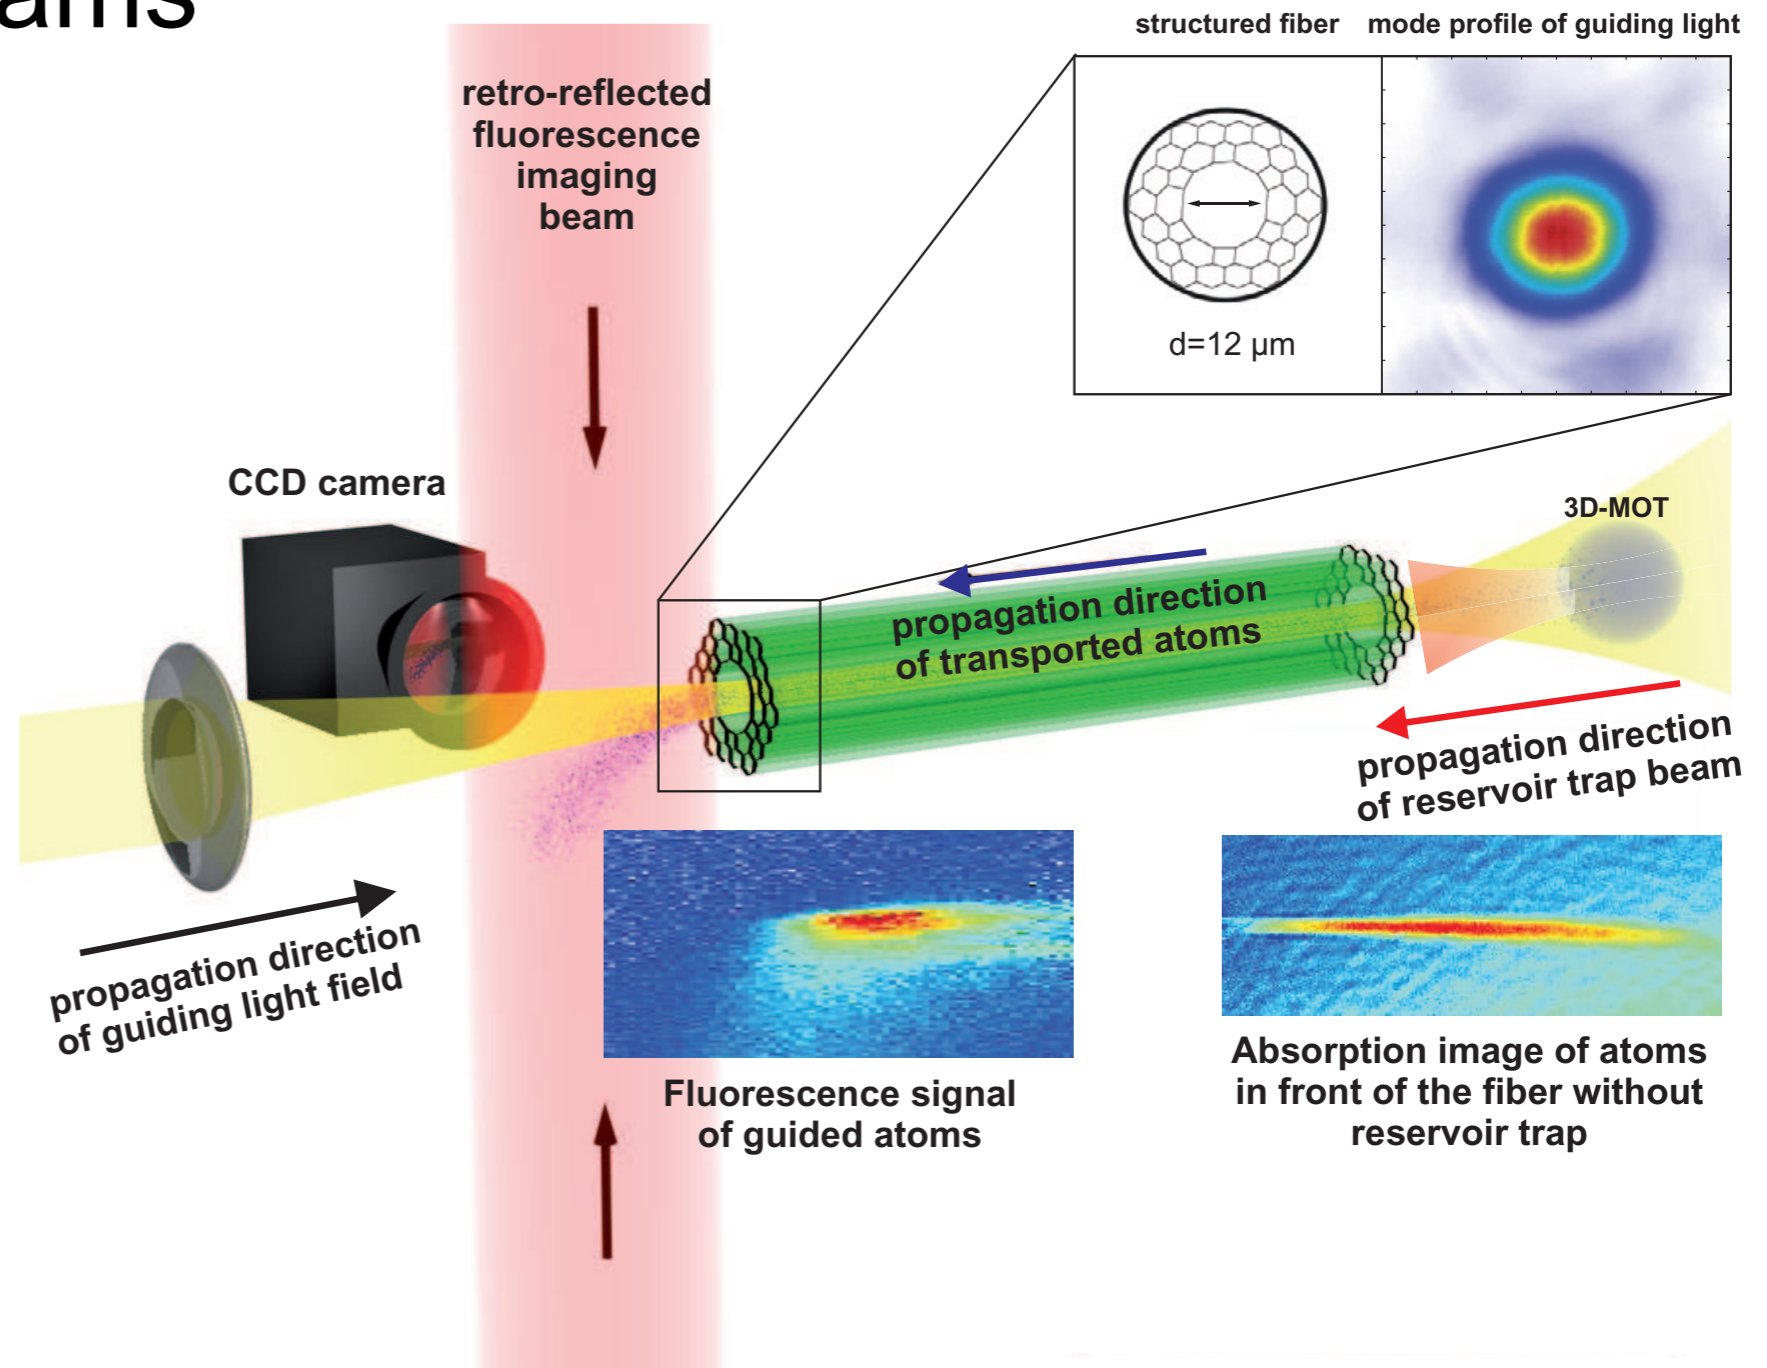 structured fiber
mode profile of guiding light
retro-reflected
fluorescence
imaging
beam
d=12 µm
CCD camera
3D-MOT
propagation direction
of transported atoms
propagation direction
of reservoir trap beam
propagation direction
of guiding light field
Fluorescence signal
of guided atoms
Absorption image of atoms
in front of the fiber without
reservoir trap